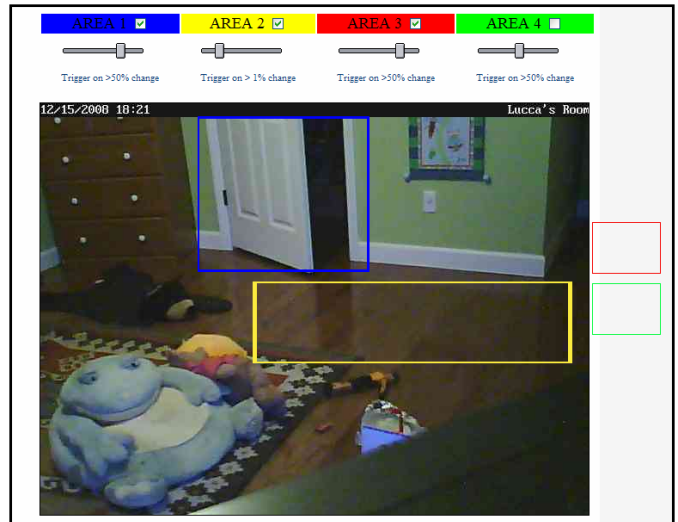 AREA 1 AREA 2 AREA 3 AREA 4
Trigger on >50% change Trigger on > 1% change Trigger on >50% change Trigger on >50% change
12/15/2008 18:21 Lucca's Room